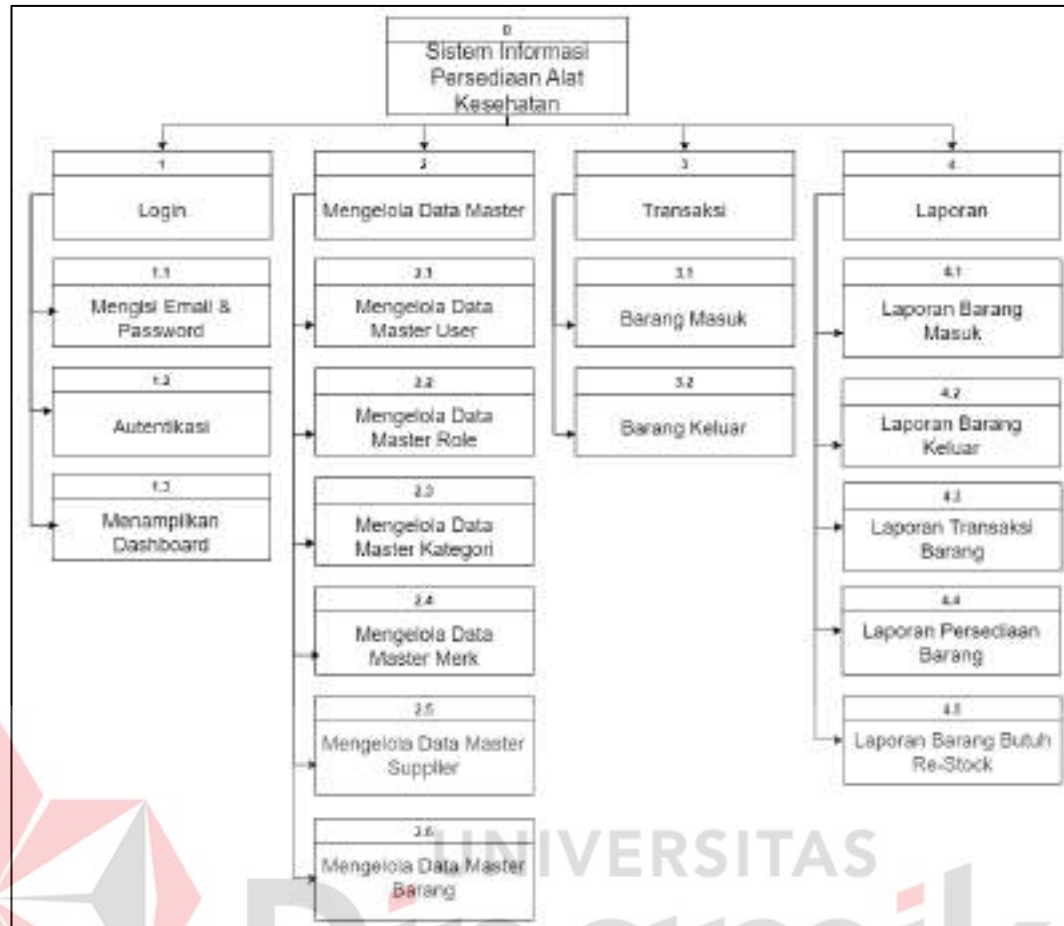 0
Sistem Informasi
Persediaan Alat
Kesehatan
1
Login
1.1
Mengisi Email &
Password
1.2
Autentikasi
1.3
Menampilkan
Dashboard
2
Mengelola Data Master
2.1
Mengelola Data
Master User
2.2
Mengelola Data
Master Role
2.3
Mengelola Data
Master Kategori
2.4
Mengelola Data
Master Merk
2.5
Mengelola Data Master
Supplier
2.6
Mengelola Data Master
Barang
3
Transaksi
3.1
Barang Masuk
3.2
Barang Keluar
4
Laporan
4.1
Laporan Barang
Masuk
4.2
Laporan Barang
Keluar
4.3
Laporan Transaksi
Barang
4.4
Laporan Persediaan
Barang
4.5
Laporan Barang Butuh
Re-Stock
UNIVERSITAS